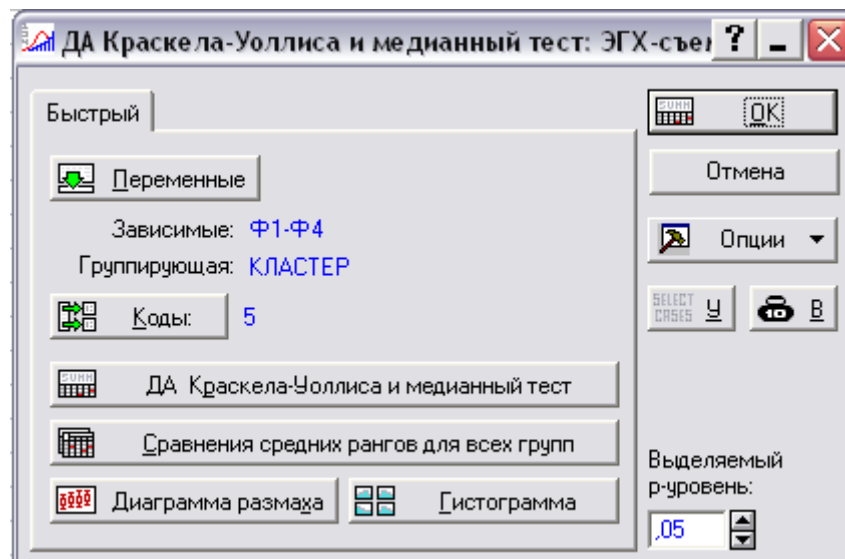 ДА Краскела-Уоллиса и медианный тест: ЭГХ-съем
Быстрый
Переменные
Зависимые: Ф1-Ф4
Группирующая: КЛАСТЕР
Коды: 5
ДА Краскела-Уоллиса и медианный тест
Сравнения средних рангов для всех групп
Диаграмма размаха
Гистограмма
OK
Отмена
Опции
SELECT CASES У
В
Выделяемый
p-уровень:
,05